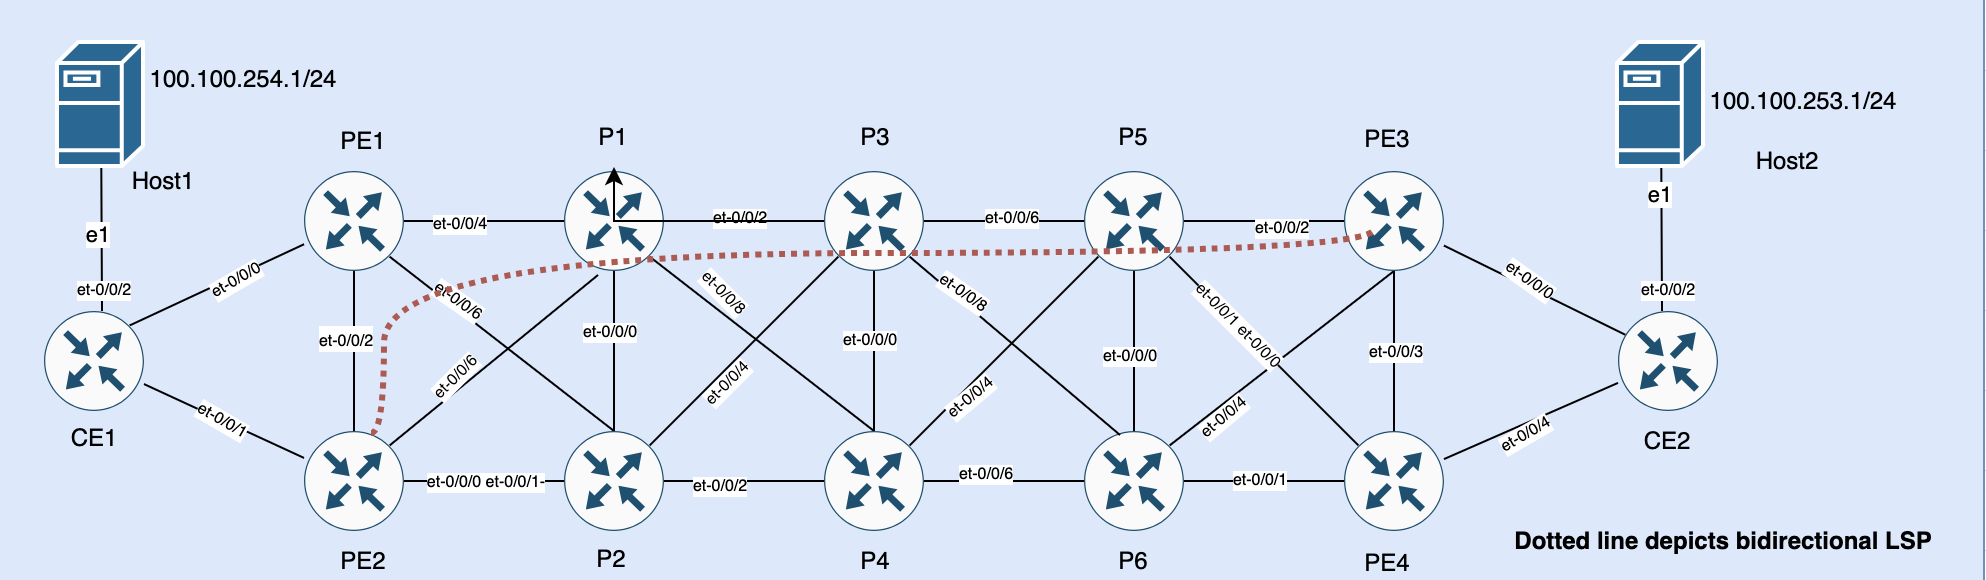 100.100.254.1/24
Host1
e1
et-0/0/2
100.100.253.1/24
Host2
e1
et-0/0/2
PE1
P1
P3
P5
PE3
et-0/0/4
et-0/0/2
et-0/0/6
et-0/0/2
et-0/0/0
et-0/0/6
et-0/0/8
et-0/0/8
et-0/0/1 et-0/0/0
et-0/0/0
et-0/0/2
et-0/0/0
et-0/0/0
et-0/0/0
et-0/0/3
et-0/0/6
et-0/0/4
et-0/0/4
et-0/0/4
et-0/0/1
et-0/0/4
CE1
CE2
et-0/0/0 et-0/0/1-
et-0/0/2
et-0/0/6
et-0/0/1
PE2
P2
P4
P6
PE4
Dotted line depicts bidirectional LSP